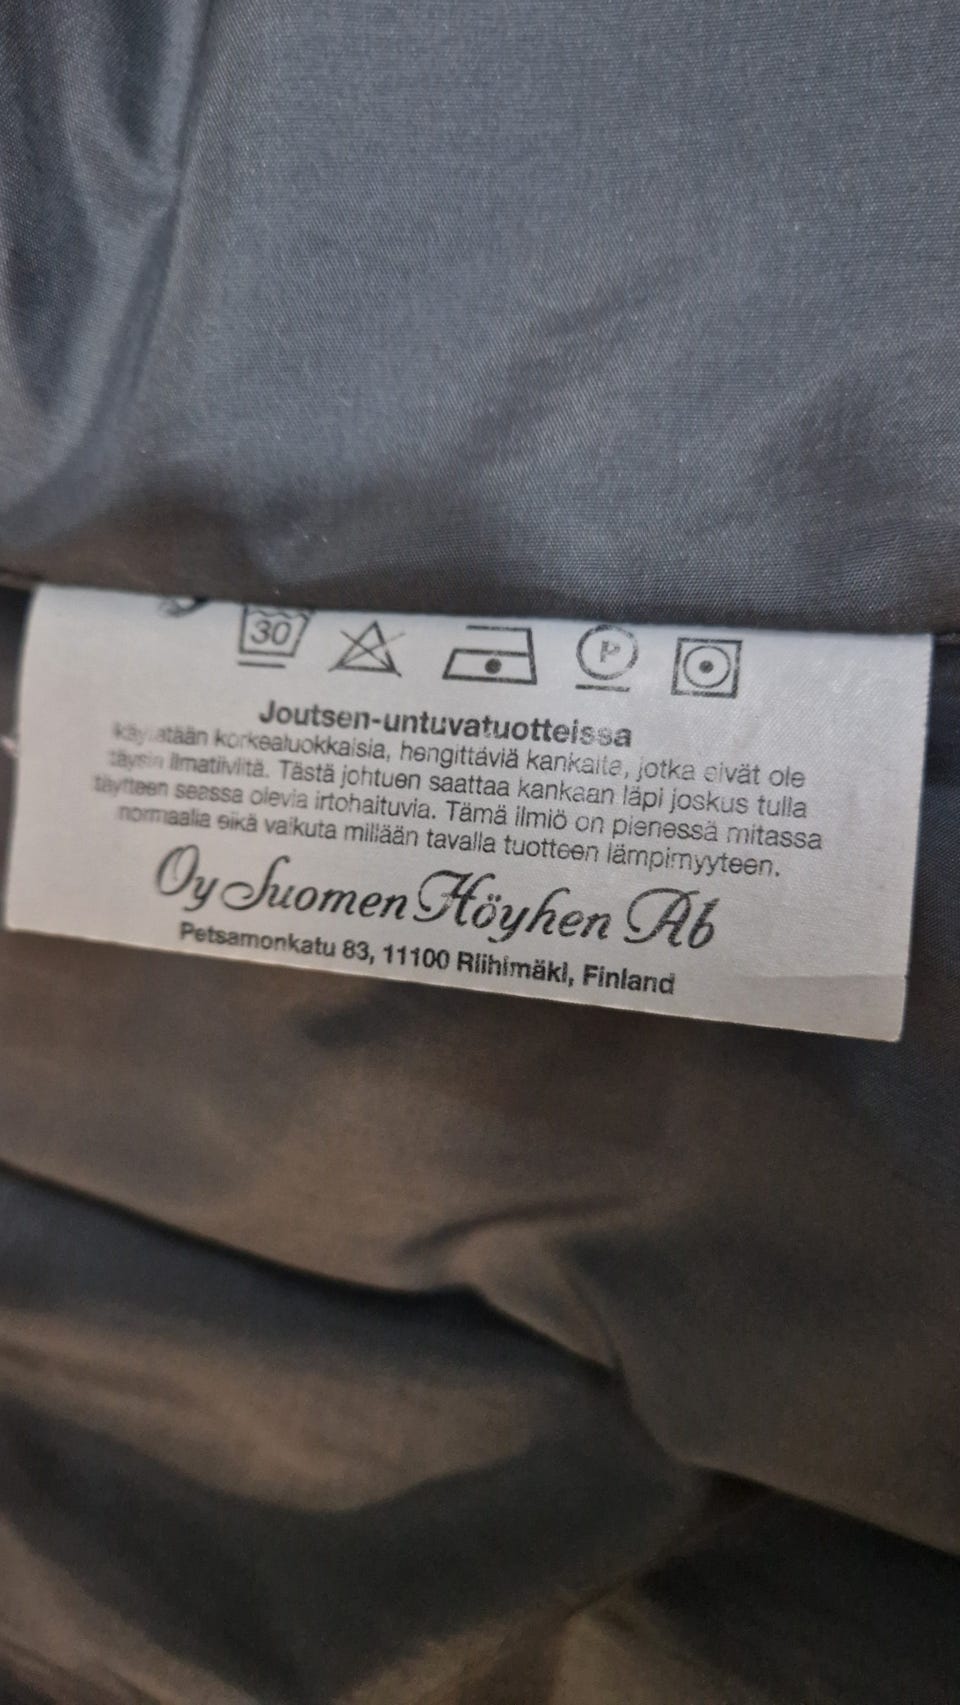 30
P
Joutsen-untuvatuotteissa
käytetään korkealuokkaisia, hengittäviä kankaita, jotka eivät ole
täysin ilmatiiviitä. Tästä johtuen saattaa kankaan läpi joskus tulla
täytteen seassa olevia irtohaituvia. Tämä ilmiö on pienessä mitassa
normaalia eikä vaikuta millään tavalla tuotteen lämpimyyteen.
Oy Suomen Höyhen Ab
Petsamonkatu 83, 11100 Riihimäki, Finland